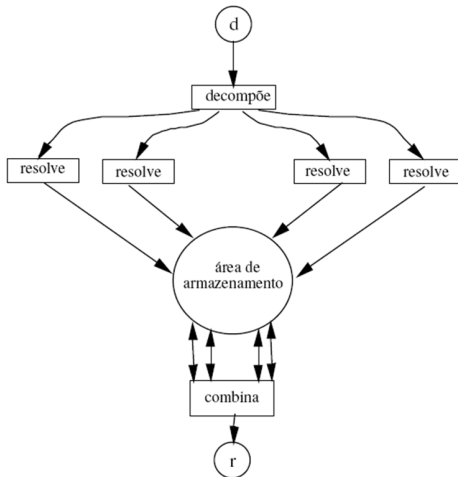 d
decompõe
resolve
resolve
resolve
resolve
área de
armazenamento
combina
r